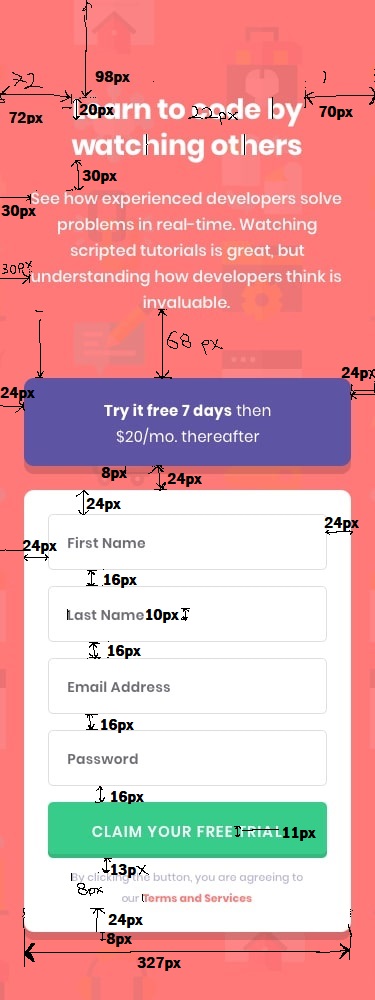 98px
72
20px
72px
70px
Learn to code by
22px
watching others
30px
30px
See how experienced developers solve
problems in real-time. Watching
scripted tutorials is great, but
30px
understanding how developers think is
invaluable.
68 px
24px
24px
Try it free 7 days then
$20/mo. thereafter
8px
24px
24px
24px
24px
First Name
16px
Last Name
10px
16px
Email Address
16px
Password
16px
CLAIM YOUR FREE TRIAL
11px
13px
By clicking the button, you are agreeing to
8px
our Terms and Services
24px
8px
327px